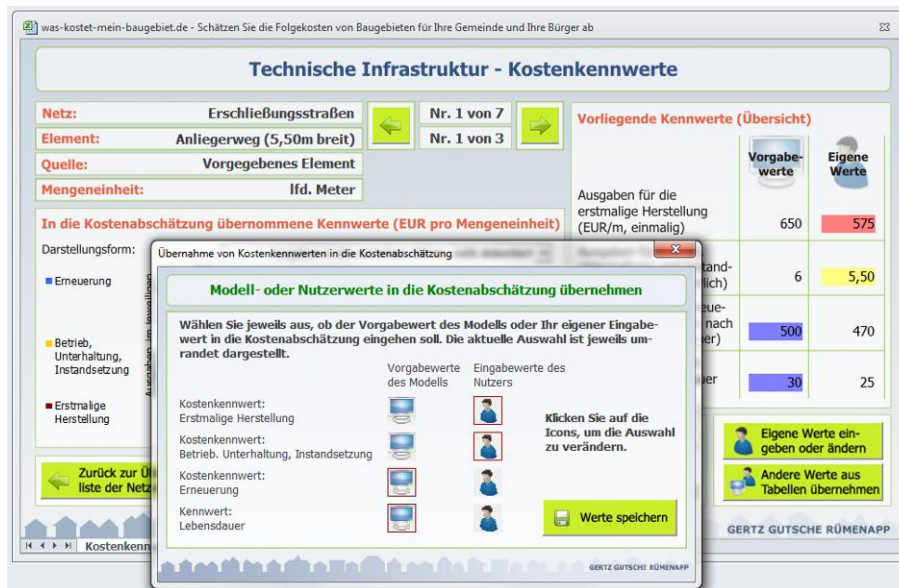 was-kostet-mein-baugebiet.de - Schätzen Sie die Folgekosten von Baugebieten für Ihre Gemeinde und Ihre Bürger ab
Technische Infrastruktur - Kostenkennwerte
Netz: Erschließungsstraßen
Nr. 1 von 7
Element: Anliegerweg (5,50m breit)
Nr. 1 von 3
Quelle: Vorgegebenes Element
Mengeneinheit: lfd. Meter
Vorliegende Kennwerte (Übersicht)
Vorgabe-
werte
Eigene
Werte
Ausgaben für die
erstmalige Herstellung
(EUR/m, einmalig) 650 575
6 5,50
nach
500 470
30 25
In die Kostenabschätzung übernommene Kennwerte (EUR pro Mengeneinheit)
Darstellungsform:
Erneuerung
Betrieb,
Unterhaltung,
Instandsetzung
Erstmalige
Herstellung
Übernahme von Kostenkennwerten in die Kostenabschätzung
Modell- oder Nutzerwerte in die Kostenabschätzung übernehmen
Wählen Sie jeweils aus, ob der Vorgabewert des Modells oder Ihr eigener Eingabe-
wert in die Kostenabschätzung eingehen soll. Die aktuelle Auswahl ist jeweils um-
randet dargestellt.
Vorgabewerte
des Modells
Eingabewerte des
Nutzers
Kostenkennwert:
Erstmalige Herstellung
Kostenkennwert:
Betrieb. Unterhaltung, Instandsetzung
Kostenkennwert:
Erneuerung
Kennwert:
Lebensdauer
Klicken Sie auf die
Icons, um die Auswahl
zu verändern.
Werte speichern
GERTZ GUTSCHE RÜMENAPP
Zurück zur
liste der
Eigene Werte ein-
geben oder ändern
Andere Werte aus
Tabellen übernehmen
GERTZ GUTSCHE RÜMENAPP